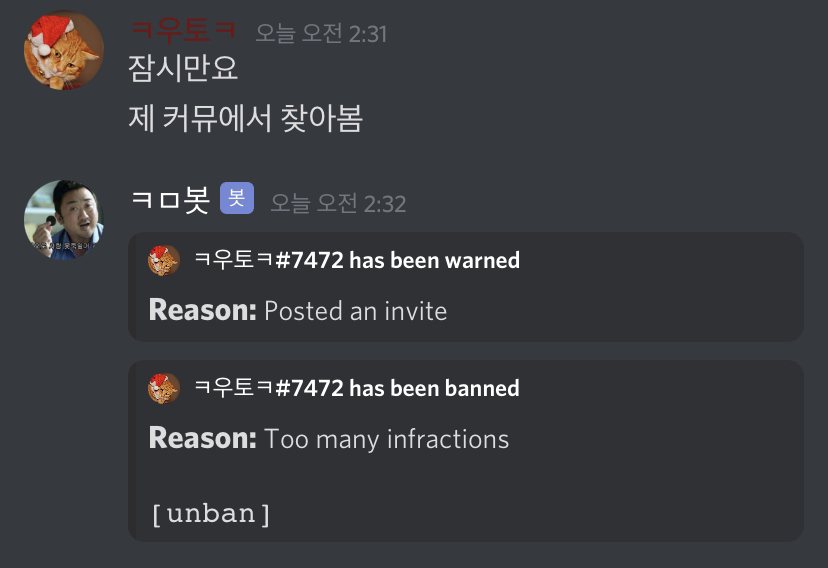 ㅋ우토ㅋ 오늘 오전 2:31
잠시만요
제 커뮤에서 찾아봄
ㅋㅁ봇 봇 오늘 오전 2:32
ㅋ우토ㅋ#7472 has been warned
Reason: Posted an invite
ㅋ우토ㅋ#7472 has been banned
Reason: Too many infractions
[unban]